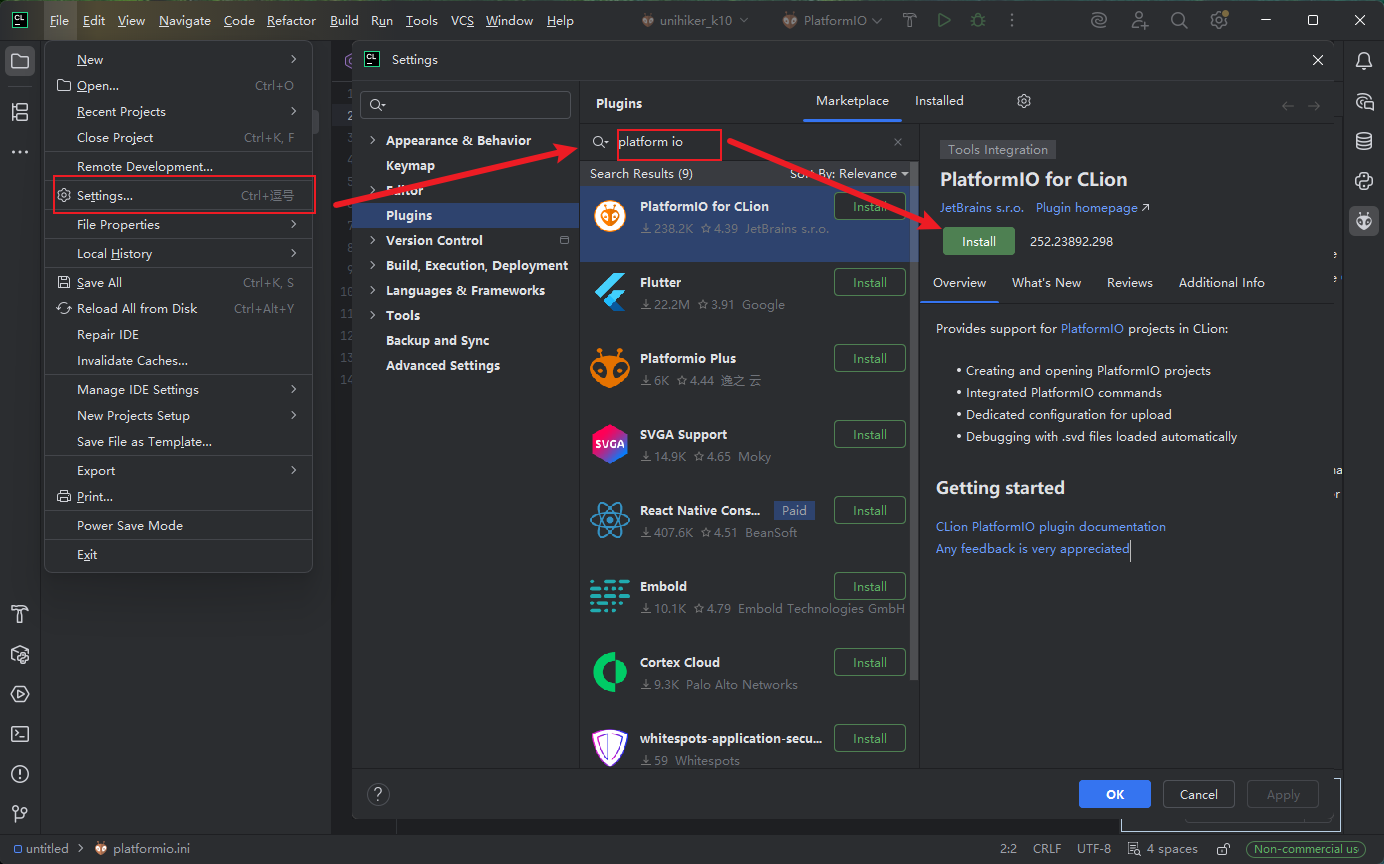 File Edit View Navigate Code Refactor Build Run Tools VCS Window Help unihiker_k10 PlatformIO
New
Open... Ctrl+O
Recent Projects
Close Project Ctrl+K, F
Remote Development...
Settings... Ctrl+逗号
File Properties
Local History
Save All Ctrl+K, S
Reload All from Disk Ctrl+Alt+Y
Repair IDE
Invalidate Caches...
Manage IDE Settings
New Projects Setup
Save File as Template...
Export
Print...
Power Save Mode
Exit
Settings
Appearance & Behavior
Keymap
Editor
Plugins
Version Control
Build, Execution, Deployment
Languages & Frameworks
Tools
Backup and Sync
Advanced Settings
Plugins Marketplace Installed
platform io
Search Results (9) Sort By: Relevance
PlatformIO for CLion Install
238.2K 4.39 JetBrains s.r.o.
Flutter Install
22.2M 3.91 Google
Platformio Plus Install
6K 4.44 逸之 云
SVGA
SVGA Support Install
14.9K 4.65 Moky
React Native Cons... Paid Install
407.6K 4.51 BeanSoft
Embold Install
10.1K 4.79 Embold Technologies GmbH
Cortex Cloud Install
9.3K Palo Alto Networks
whitespots-application-secu... Install
59 Whitespots
Tools Integration
PlatformIO for CLion
JetBrains s.r.o. Plugin homepage ↗
Install 252.23892.298
Overview What's New Reviews Additional Info
Provides support for PlatformIO projects in CLion:
• Creating and opening PlatformIO projects
• Integrated PlatformIO commands
• Dedicated configuration for upload
• Debugging with .svd files loaded automatically
Getting started
CLion PlatformIO plugin documentation
Any feedback is very appreciated
? OK Cancel Apply
untitled > platformio.ini 2:2 CRLF UTF-8 4 spaces Non-commercial us